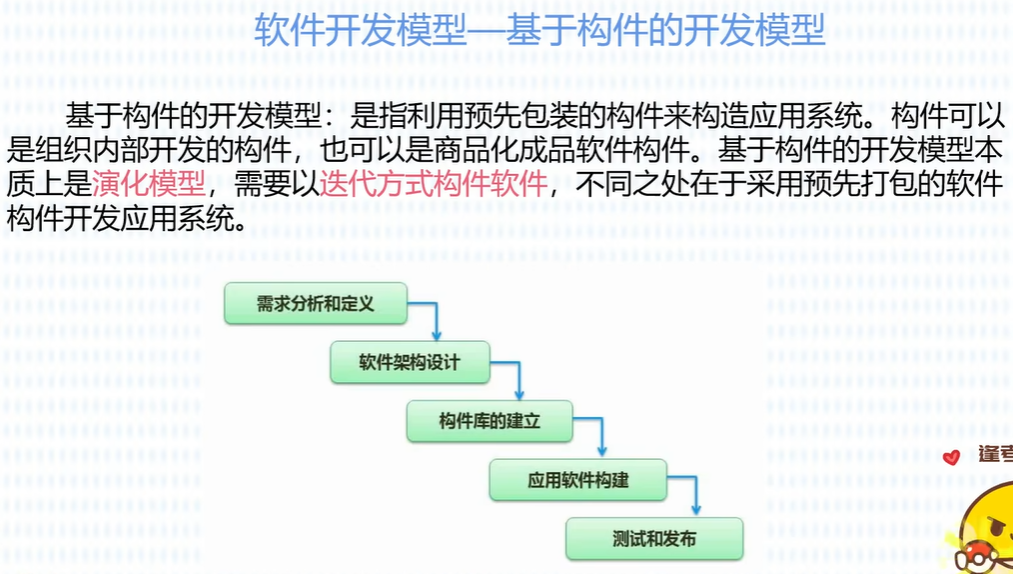 软件开发模型—基于构件的开发模型
基于构件的开发模型：是指利用预先包装的构件来构造应用系统。构件可以
是组织内部开发的构件，也可以是商品化成品软件构件。基于构件的开发模型本
质上是演化模型，需要以迭代方式构件软件，不同之处在于采用预先打包的软件
构件开发应用系统。
需求分析和定义
软件架构设计
构件库的建立
应用软件构建
测试和发布
逢考